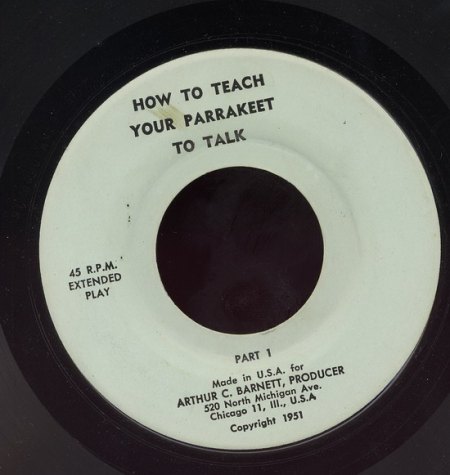 HOW TO TEACH
YOUR PARRAKEET
TO TALK
45 R.P.M.
EXTENDED
PLAY
PART 1
Made in U.S.A. for
ARTHUR C. BARNETT, PRODUCER
520 North Michigan Ave.
Chicago 11, Ill., U.S.A
Copyright 1951